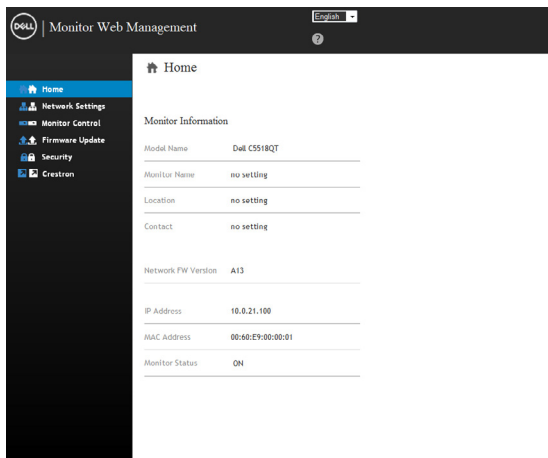 DELL | Monitor Web Management
English
?
Home
Home
Network Settings
Monitor Control
Firmware Update
Security
Crestron
Monitor Information
Model Name Dell C5518QT
Monitor Name no setting
Location no setting
Contact no setting
Network FW Version A13
IP Address 10.0.21.100
MAC Address 00:60:E9:00:00:01
Monitor Status ON